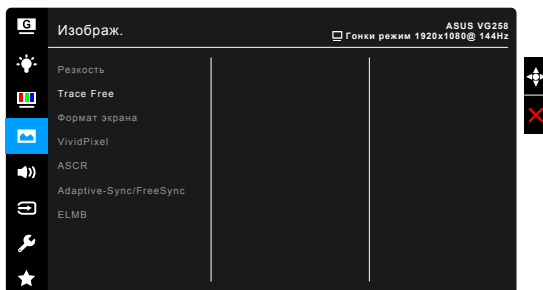 G
Изображ.
ASUS VG258
Гонки режим 1920x1080@ 144Hz
Резкость
Trace Free
Формат экрана
VividPixel
ASCR
Adaptive-Sync/FreeSync
ELMB